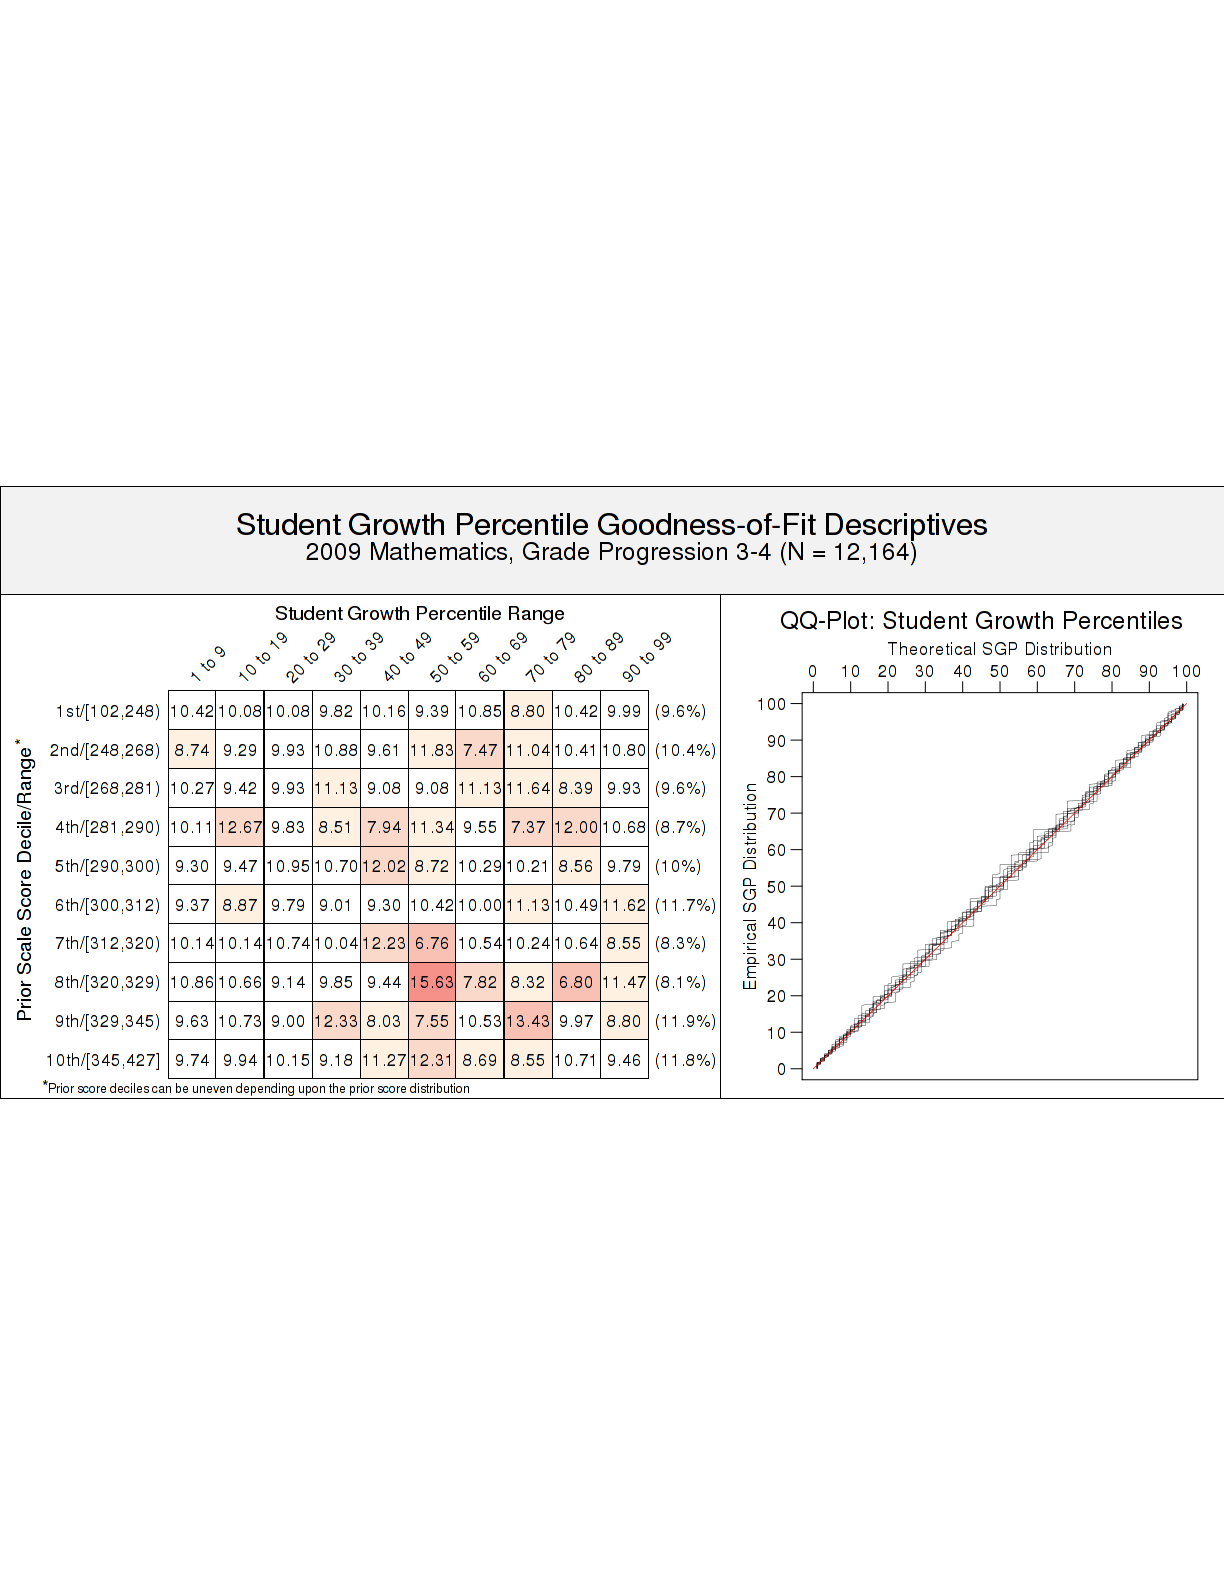 Student Growth Percentile Goodness-of-Fit Descriptives
2009 Mathematics, Grade Progression 3-4 (N = 12,164)
Student Growth Percentile Range
1 to 9 10 to 19 20 to 29 30 to 39 40 to 49 50 to 59 60 to 69 70 to 79 80 to 89 90 to 99
Prior Scale Score Decile/Range*
1st/[102,248) 10.42 10.08 10.08 9.82 10.16 9.39 10.85 8.80 10.42 9.99 (9.6%)
2nd/[248,268) 8.74 9.29 9.93 10.88 9.61 11.83 7.47 11.04 10.41 10.80 (10.4%)
3rd/[268,281) 10.27 9.42 9.93 11.13 9.08 9.08 11.13 11.64 8.39 9.93 (9.6%)
4th/[281,290) 10.11 12.67 9.83 8.51 7.94 11.34 9.55 7.37 12.00 10.68 (8.7%)
5th/[290,300) 9.30 9.47 10.95 10.70 12.02 8.72 10.29 10.21 8.56 9.79 (10%)
6th/[300,312) 9.37 8.87 9.79 9.01 9.30 10.42 10.00 11.13 10.49 11.62 (11.7%)
7th/[312,320) 10.14 10.14 10.74 10.04 12.23 6.76 10.54 10.24 10.64 8.55 (8.3%)
8th/[320,329) 10.86 10.66 9.14 9.85 9.44 15.63 7.82 8.32 6.80 11.47 (8.1%)
9th/[329,345) 9.63 10.73 9.00 12.33 8.03 7.55 10.53 13.43 9.97 8.80 (11.9%)
10th/[345,427] 9.74 9.94 10.15 9.18 11.27 12.31 8.69 8.55 10.71 9.46 (11.8%)
*Prior score deciles can be uneven depending upon the prior score distribution
QQ-Plot: Student Growth Percentiles
Theoretical SGP Distribution
0 10 20 30 40 50 60 70 80 90 100
Empirical SGP Distribution
100
90
80
70
60
50
40
30
20
10
0